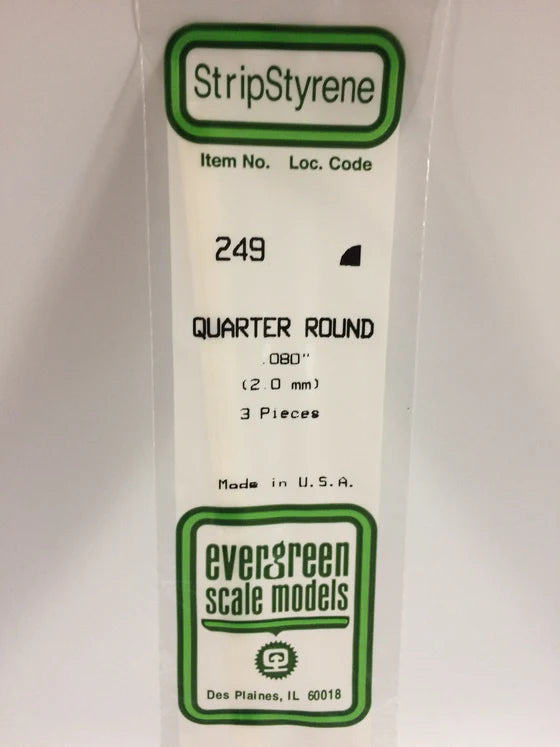 StripStyrene
Item No. Loc. Code
249
QUARTER ROUND
.080"
(2.0 mm)
3 Pieces
Made in U.S.A.
evergreen
scale models
Des Plaines, IL 60018